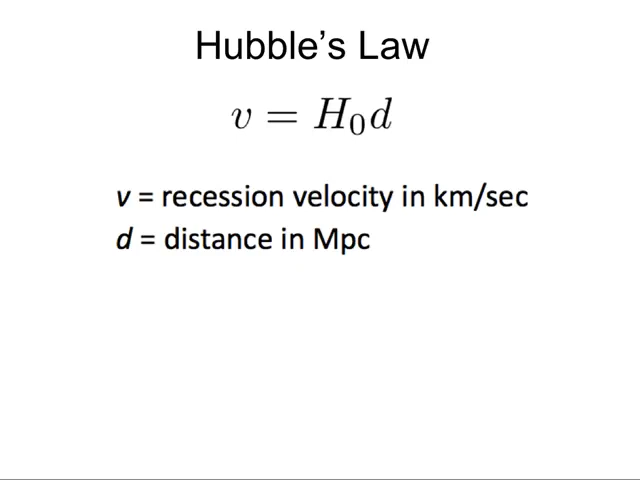 Hubble’s Law
v = H₀d
v = recession velocity in km/sec
d = distance in Mpc